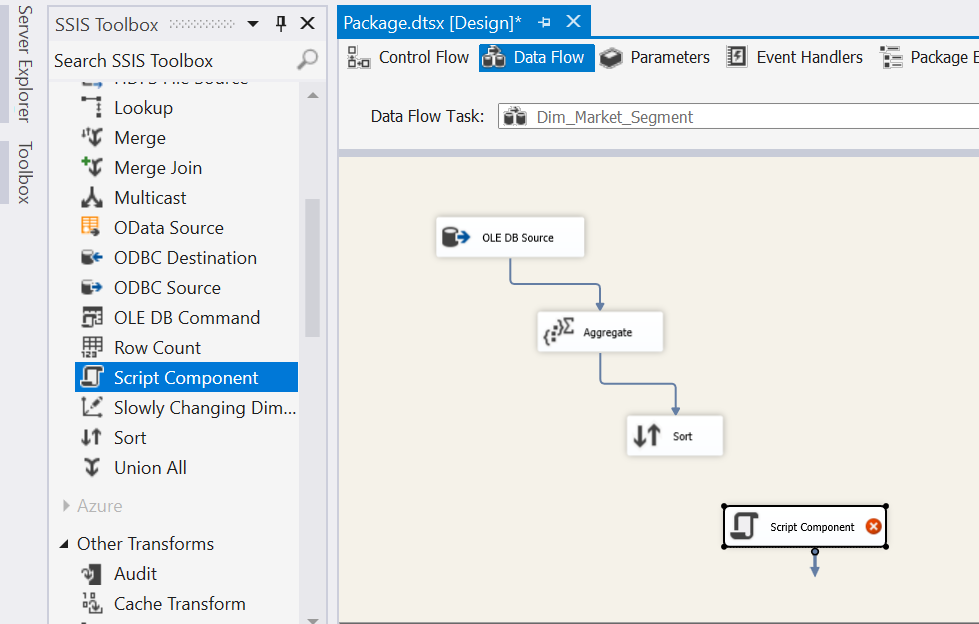 Server Explorer
Toolbox
SSIS Toolbox
Search SSIS Toolbox
HDFS File Source
Lookup
Merge
Merge Join
Multicast
OData Source
ODBC Destination
ODBC Source
OLE DB Command
Row Count
Script Component
Slowly Changing Dim...
Sort
Union All
Azure
Other Transforms
Audit
Cache Transform
Package.dtsx [Design]*
Control Flow
Data Flow
Parameters
Event Handlers
Package E
Data Flow Task:
Dim_Market_Segment
OLE DB Source
Aggregate
Sort
Script Component